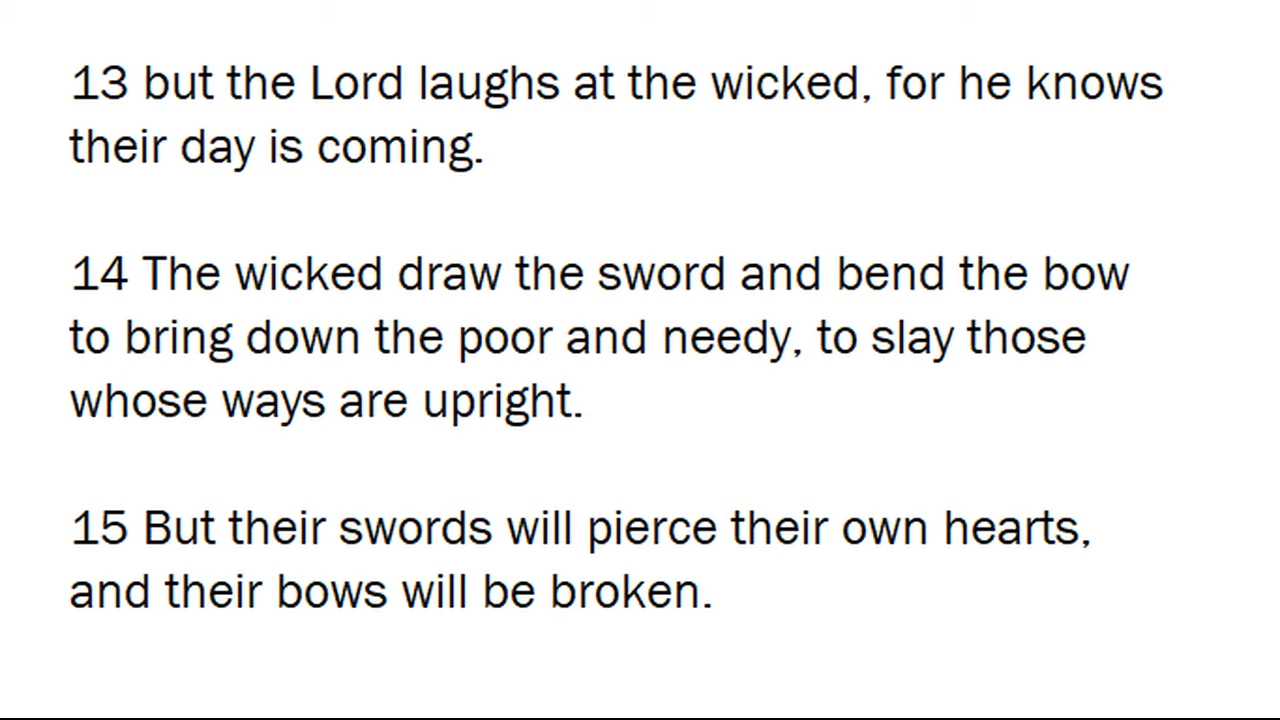 13 but the Lord laughs at the wicked, for he knows
their day is coming.
14 The wicked draw the sword and bend the bow
to bring down the poor and needy, to slay those
whose ways are upright.
15 But their swords will pierce their own hearts,
and their bows will be broken.